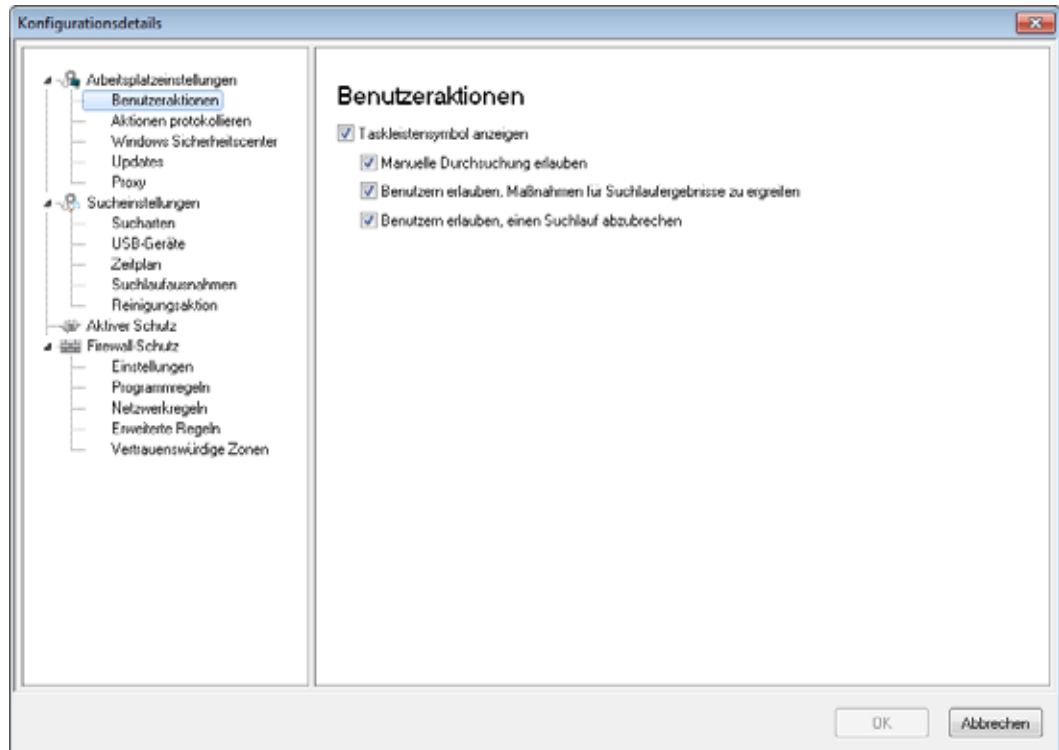 Konfigurationsdetails
Arbeitsplatzeinstellungen
Benutzeraktionen
Aktionen protokollieren
Windows Sicherheitscenter
Updates
Proxy
Sucheinstellungen
Sucharten
USB-Geräte
Zeitplan
Suchlaufausnahmen
Reinigungsaktion
Aktiver Schutz
Firewall-Schutz
Einstellungen
Programmregeln
Netzwerkregeln
Erweiterte Regeln
Vertrauenswürdige Zonen
Benutzeraktionen
Taskleistensymbol anzeigen
Manuelle Durchsuchung erlauben
Benutzern erlauben, Maßnahmen für Suchlaufergebnisse zu ergreifen
Benutzern erlauben, einen Suchlauf abzubrechen
OK
Abbrechen